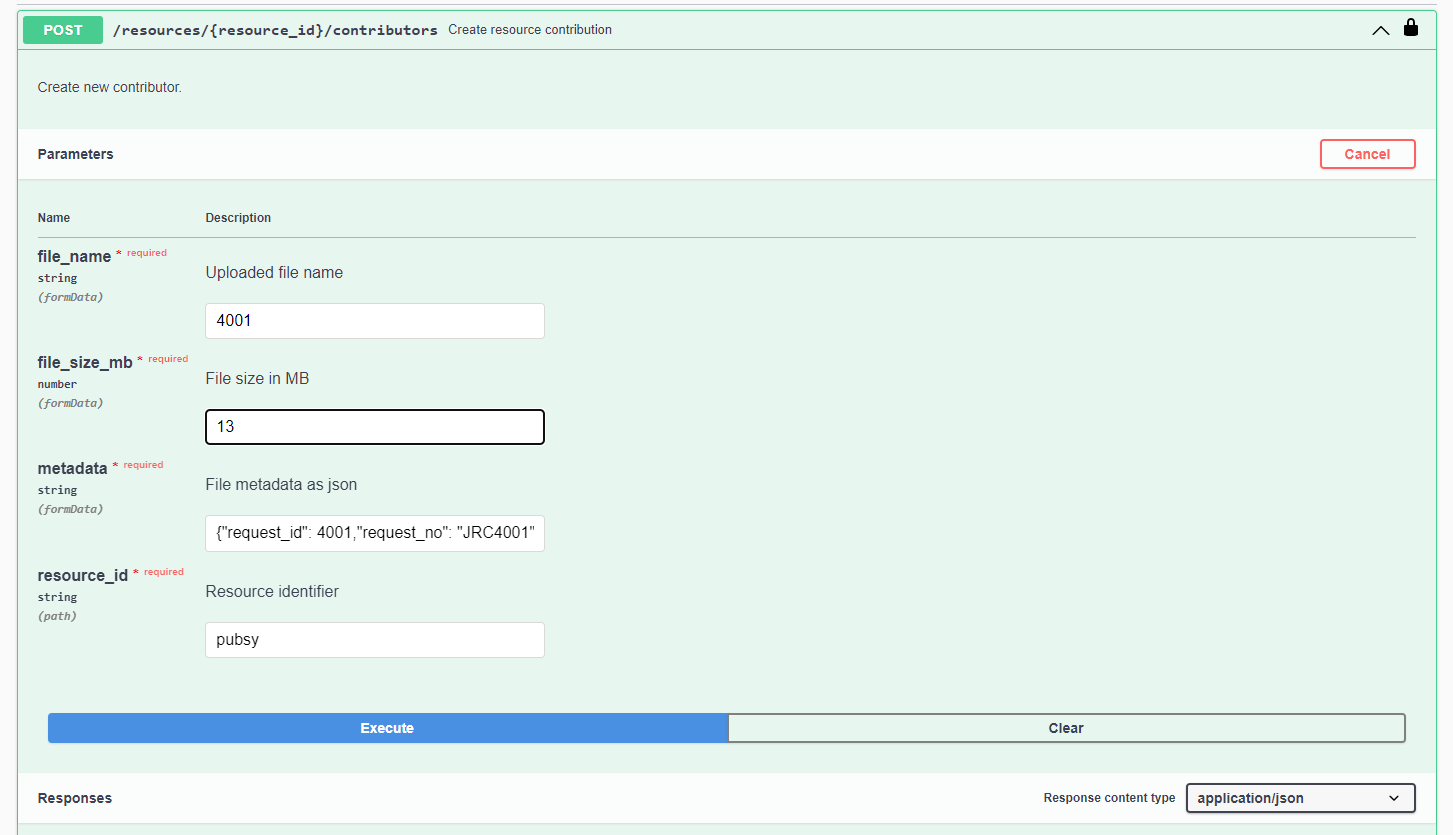 POST /resources/{resource_id}/contributors Create resource contribution
Create new contributor.
Parameters Cancel
Name Description
file_name * required
string
(formData)
Uploaded file name
4001
file_size_mb * required
number
(formData)
File size in MB
13
metadata * required
string
(formData)
File metadata as json
{"request_id": 4001,"request_no": "JRC4001"
resource_id * required
string
(path)
Resource identifier
pubsy
Execute Clear
Responses Response content type application/json